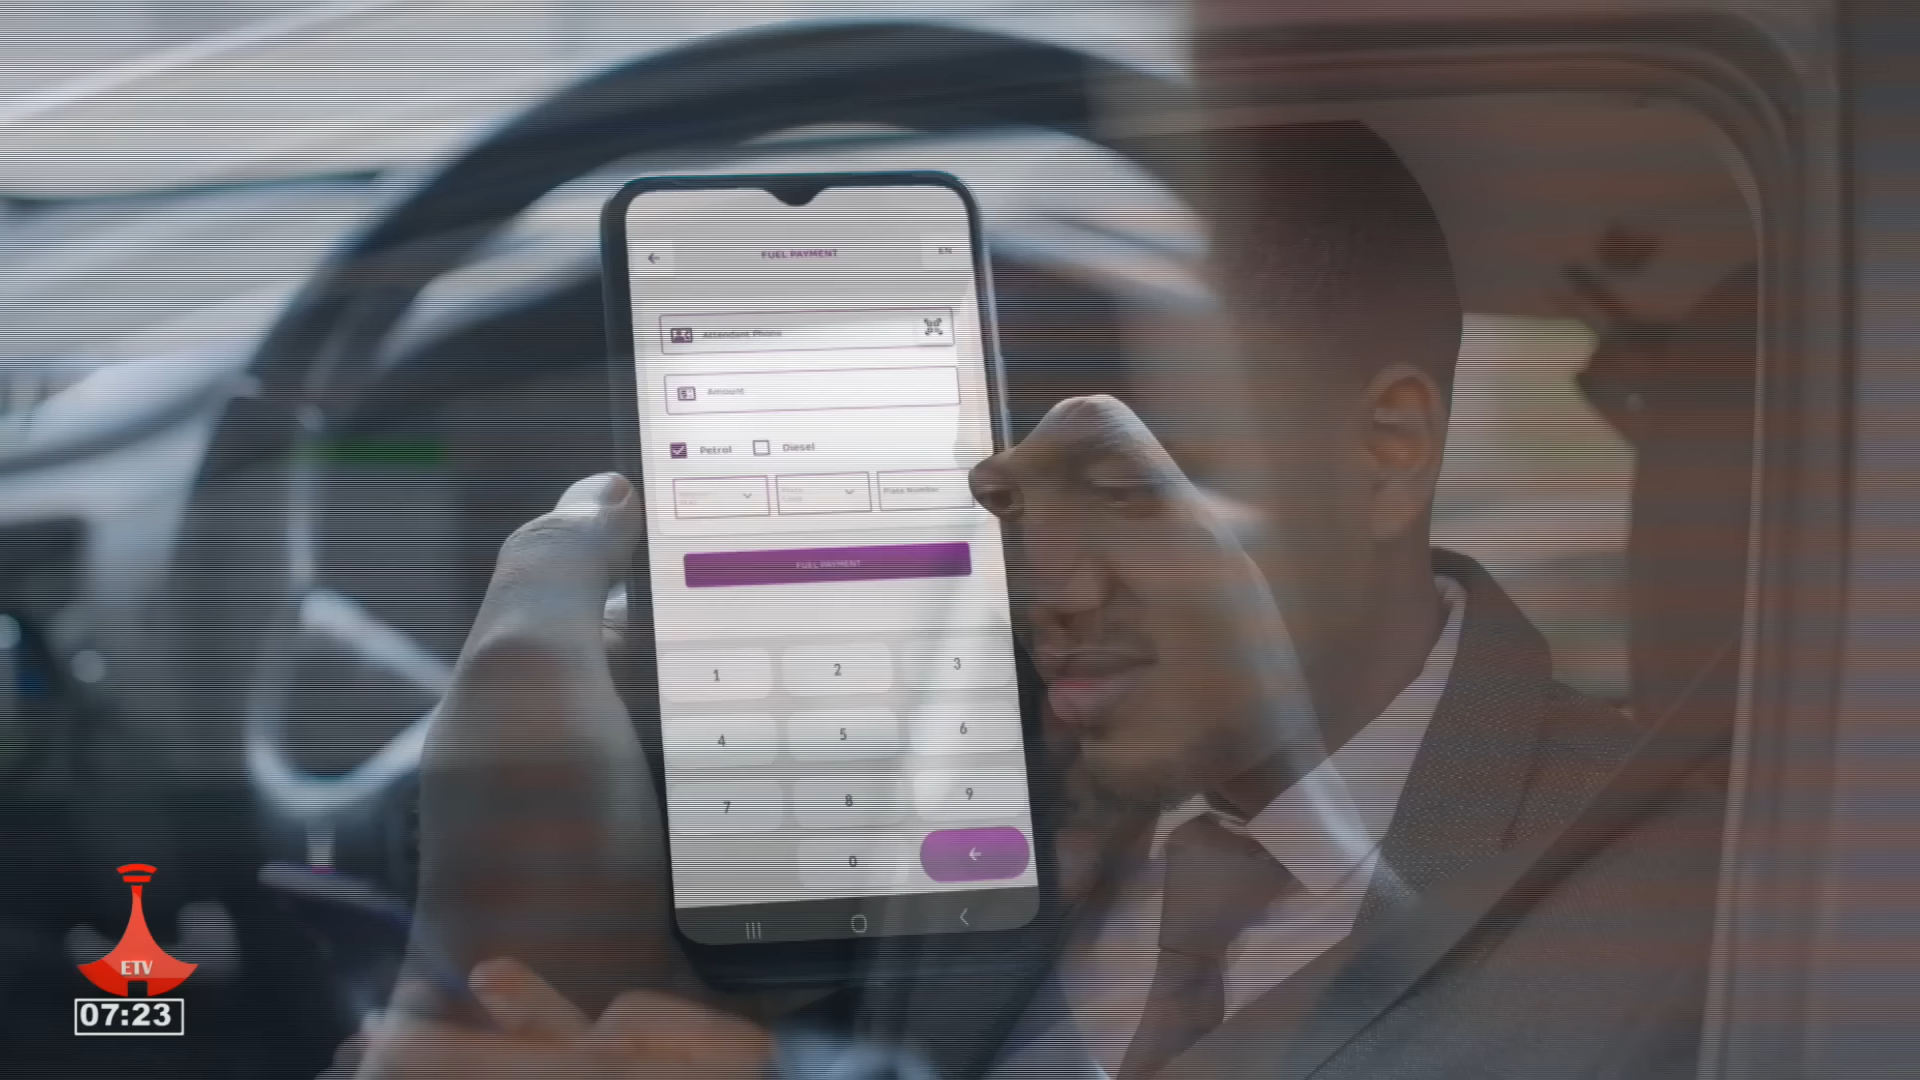 FUEL PAYMENT
EN
Attendant Phone
Amount
Petrol
Diesel
Plate Number
FUEL PAYMENT
1
2
3
4
5
6
7
8
9
0
ETV
07:23